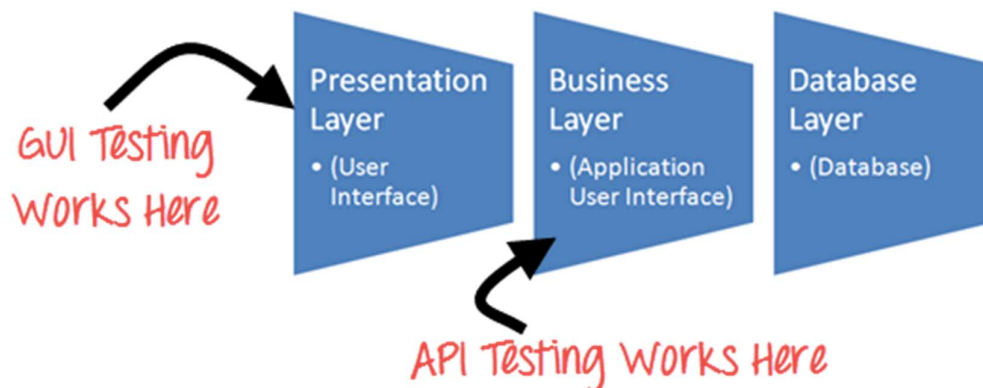 Presentation
Layer
• (User
Interface)
Business
Layer
• (Application
User Interface)
Database
Layer
• (Database)
GUI Testing
Works Here
API Testing Works Here